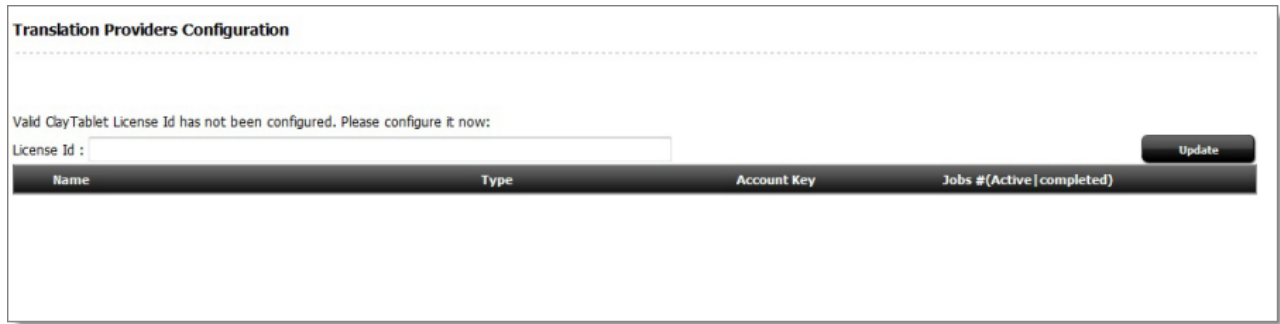 Translation Providers Configuration
Valid ClayTablet License Id has not been configured. Please configure it now:
License Id :
Update
Name Type Account Key Jobs #(Active|completed)